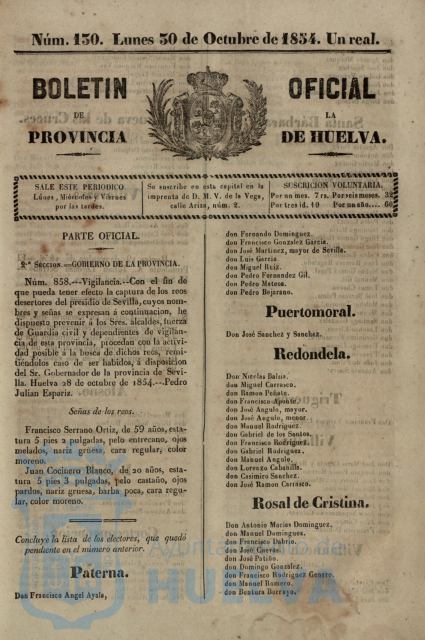 Núm. 130. Lunes 30 de Octubre de 1854. Un real.
BOLETIN OFICIAL
DE LA
PROVINCIA DE HUELVA.
SALE ESTE PERIODICO
Lúnes, Miércoles y Viérnes
por las tardes.
Se suscribe en esta capital en la
imprenta de D. M. V. de la Vega,
calle Arias, núm. 2.
SUSCRICION VOLUNTARIA.
Por un mes. 7 rs. Por seis meses. 32
Por tres id. 19 Por un año.... 60
PARTE OFICIAL.
2.ª Seccion.—GOBIERNO DE LA PROVINCIA.
Núm. 858.--Vigilancia.--Con el fin de
que pueda tener efecto la captura de los reos
desertores del presidio de Sevilla, cuyos nom-
bres y señas se expresan á continuacion, he
dispuesto prevenir á los Sres. alcaldes, fuerza
de Guardia civil y dependientes de vigilan-
cia de esta provincia, procedan con la activi-
dad posible á la busca de dichos reos, remi-
tiéndolos caso de ser habidos, á disposicion
del Sr. Gobernador de la provincia de Sevi-
lla. Huelva 28 de octubre de 1854.--Pedro
Julian Espariz.
Señas de los reos.
Francisco Serrano Ortiz, de 59 años, esta-
tura 5 pies 2 pulgadas, pelo entrecano, ojos
melados, nariz gruesa, cara regular, color
moreno.
Juan Cocinero Blanco, de 20 años, esta-
tura 5 pies 3 pulgadas, pelo castaño, ojos
pardos, nariz gruesa, barba poca, cara regu-
lar, color moreno.
Concluye la lista de los electores, que quedó
pendiente en el número anterior.
Paterna.
Don Francisco Angel Ayala,
don Fernando Dominguez.
don Francisco Gonzalez Garcia.
don José Martinez, mayor de Sevilla.
don Luis Garcia.
don Miguel Ruiz.
don Pedro Fernandez Gil.
don Pedro Mateos.
don Pedro Bejarano.
Puertomoral.
Don José Sanchez y Sanchez.
Redondela.
Don Nicolas Balsa.
don Miguel Carrasco.
don Ramon Peñate.
don Francisco Aponte.
don José Angulo, mayor.
don José Angulo, menor
don Manuel Rodriguez.
don Gabriel de los Santos.
don Francisco Rodriguez.
don Gabriel Rodriguez.
don Manuel Angulo.
don Lorenzo Cabanilla.
don Casimiro Sanchez.
don José Ramon Carrasco.
Rosal de Cristina.
Don Antonio Macías Dominguez.
don Manuel Dominguez.
don Francisco Dabrio.
don José Cuevas.
don José Patiño.
don Domingo Gonzalez.
don Francisco Rodriguez Genaro.
don Manuel Romero.
don Bentura Borrayo.
Ayuntamiento de
HUELVA